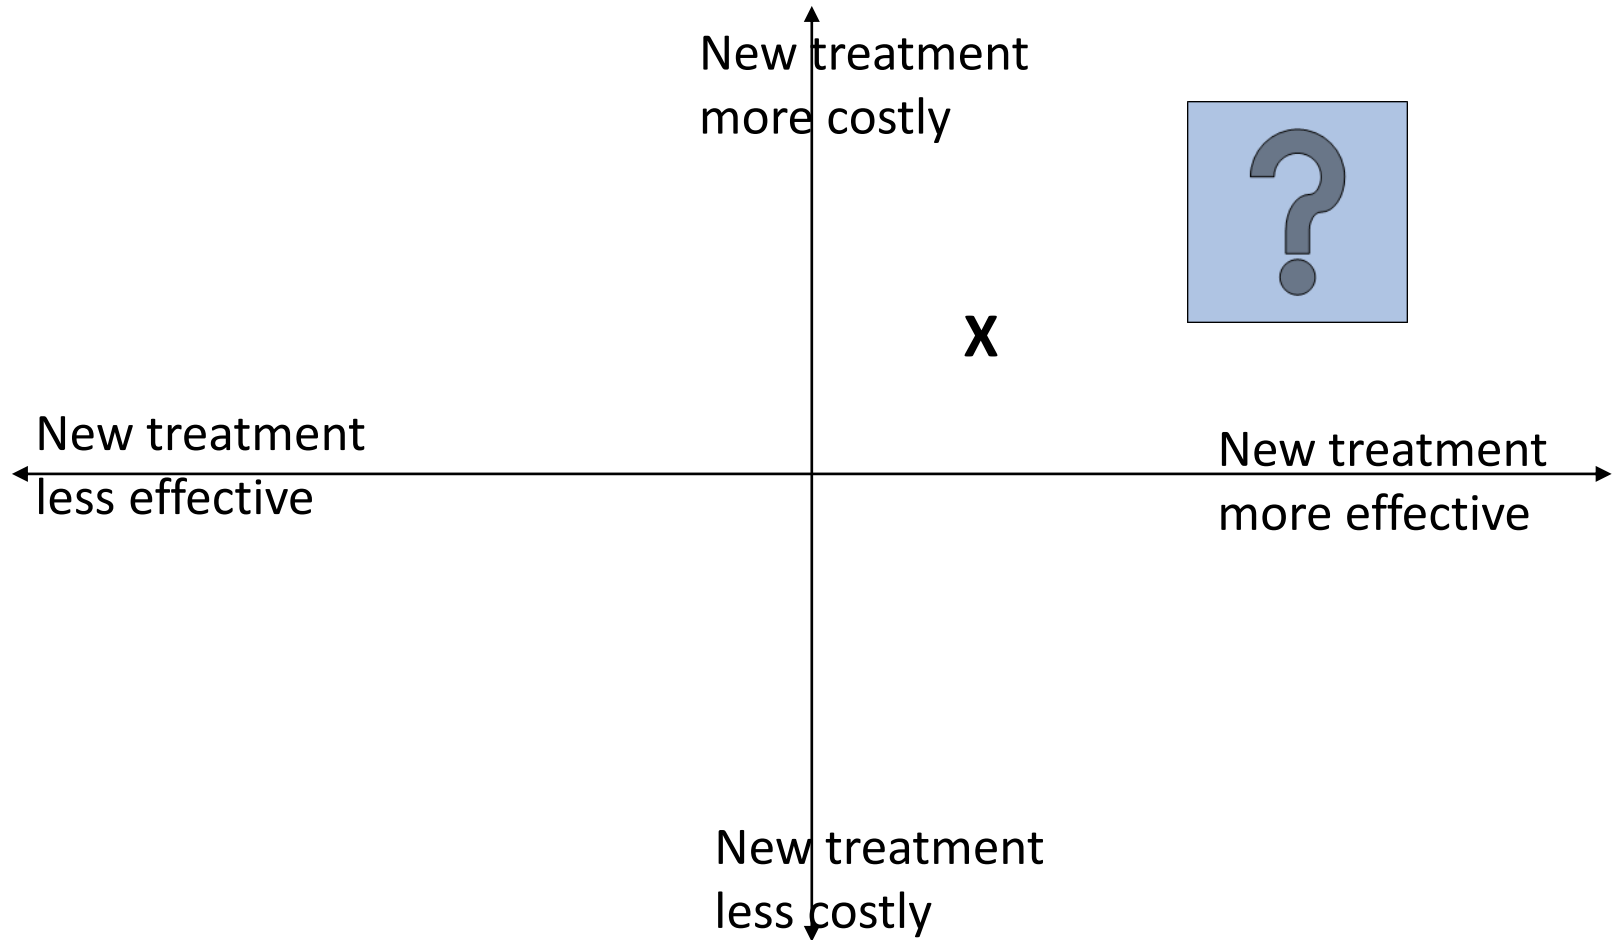 New treatment
more costly
?
X
New treatment
less effective
New treatment
more effective
New treatment
less costly